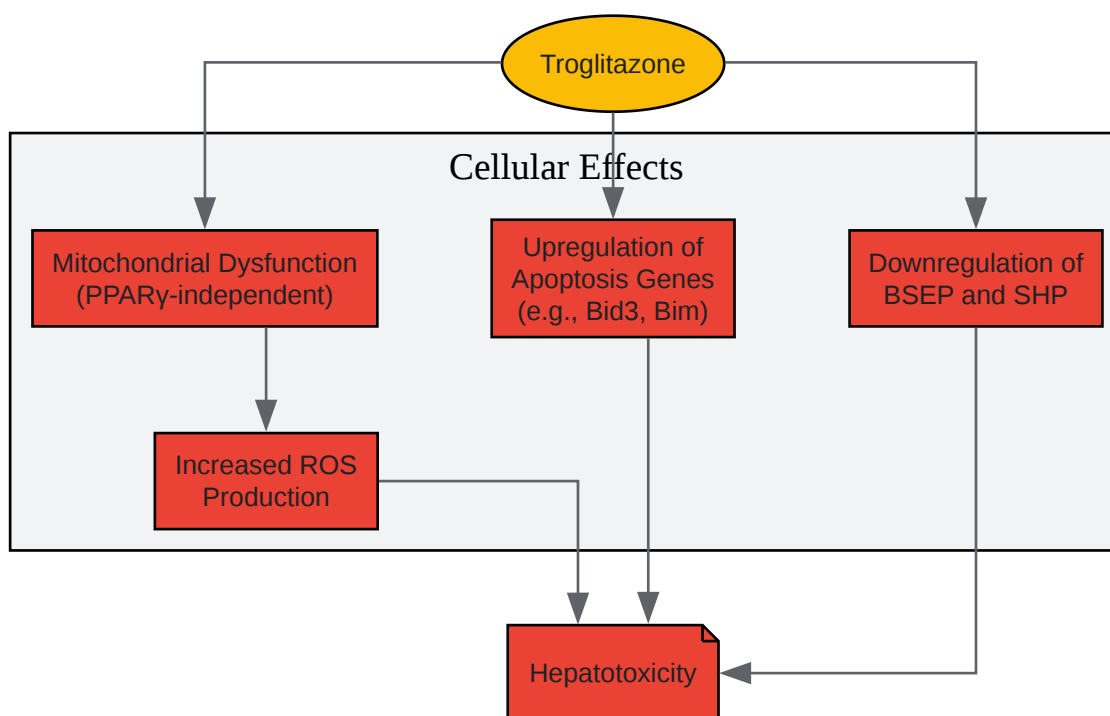 Troglitazone
Cellular Effects
Mitochondrial Dysfunction
(PPARγ-independent)
Upregulation of
Apoptosis Genes
(e.g., Bid3, Bim)
Downregulation of
BSEP and SHP
Increased ROS
Production
Hepatotoxicity